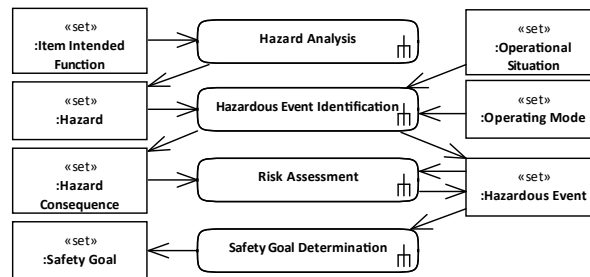 «set»
:Item Intended
Function
Hazard Analysis
«set»
:Operational
Situation
«set»
:Hazard
Hazardous Event Identification
«set»
:Operating Mode
«set»
:Hazard
Consequence
Risk Assessment
«set»
:Hazardous Event
«set»
:Safety Goal
Safety Goal Determination